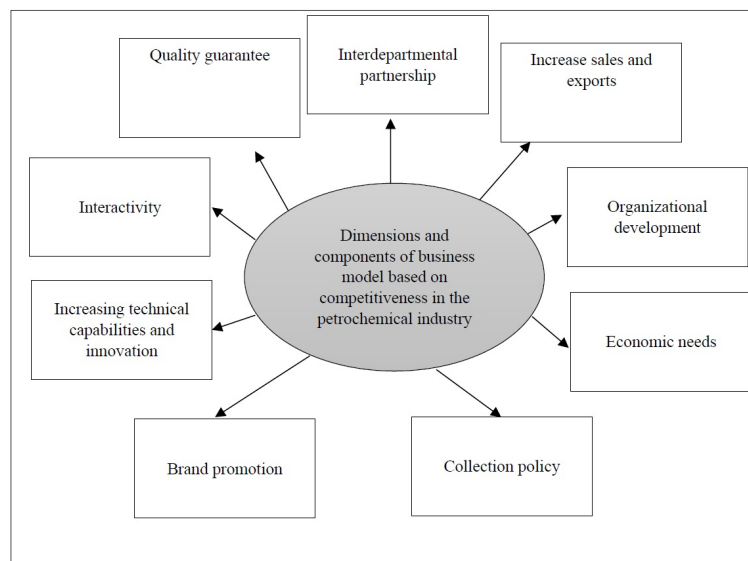 Quality guarantee
Interdepartmental
partnership
Increase sales and
exports
Interactivity
Dimensions and
components of business
model based on
competitiveness in the
petrochemical industry
Organizational
development
Increasing technical
capabilities and
innovation
Economic needs
Brand promotion
Collection policy